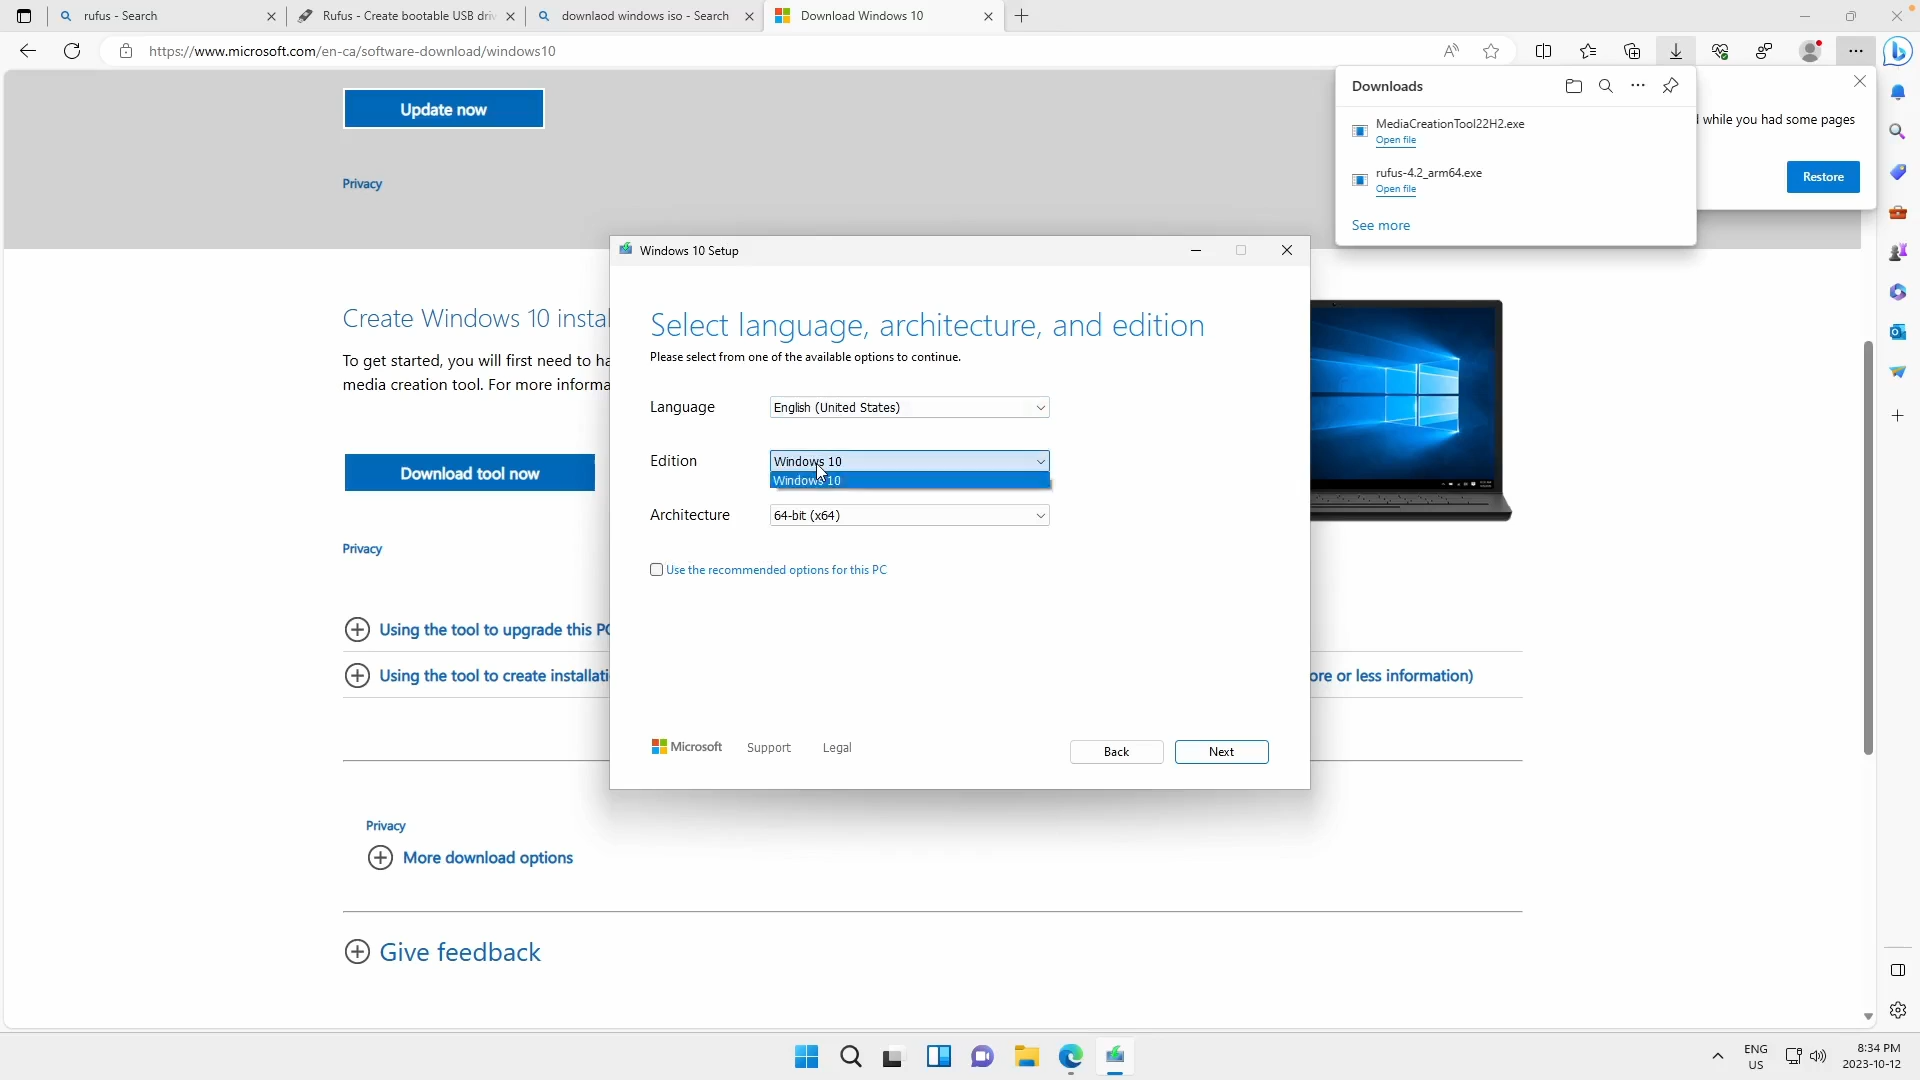 rufus - Search
Rufus - Create bootable USB driv
downlaod windows iso - Search
Download Windows 10
https://www.microsoft.com/en-ca/software-download/windows10
Update now
Privacy
Downloads
MediaCreationTool22H2.exe
Open file
rufus-4.2_arm64.exe
Open file
See more
while you had some pages
Restore
Create Windows 10 instal
To get started, you will first need to ha
media creation tool. For more informa
Download tool now
Privacy
Using the tool to upgrade this PC
Using the tool to create installati
ore or less information)
Windows 10 Setup
Select language, architecture, and edition
Please select from one of the available options to continue.
Language
English (United States)
Edition
Windows 10
Windows 10
Architecture
64-bit (x64)
Use the recommended options for this PC
Microsoft
Support
Legal
Back
Next
Privacy
More download options
Give feedback
ENG
US
8:34 PM
2023-10-12